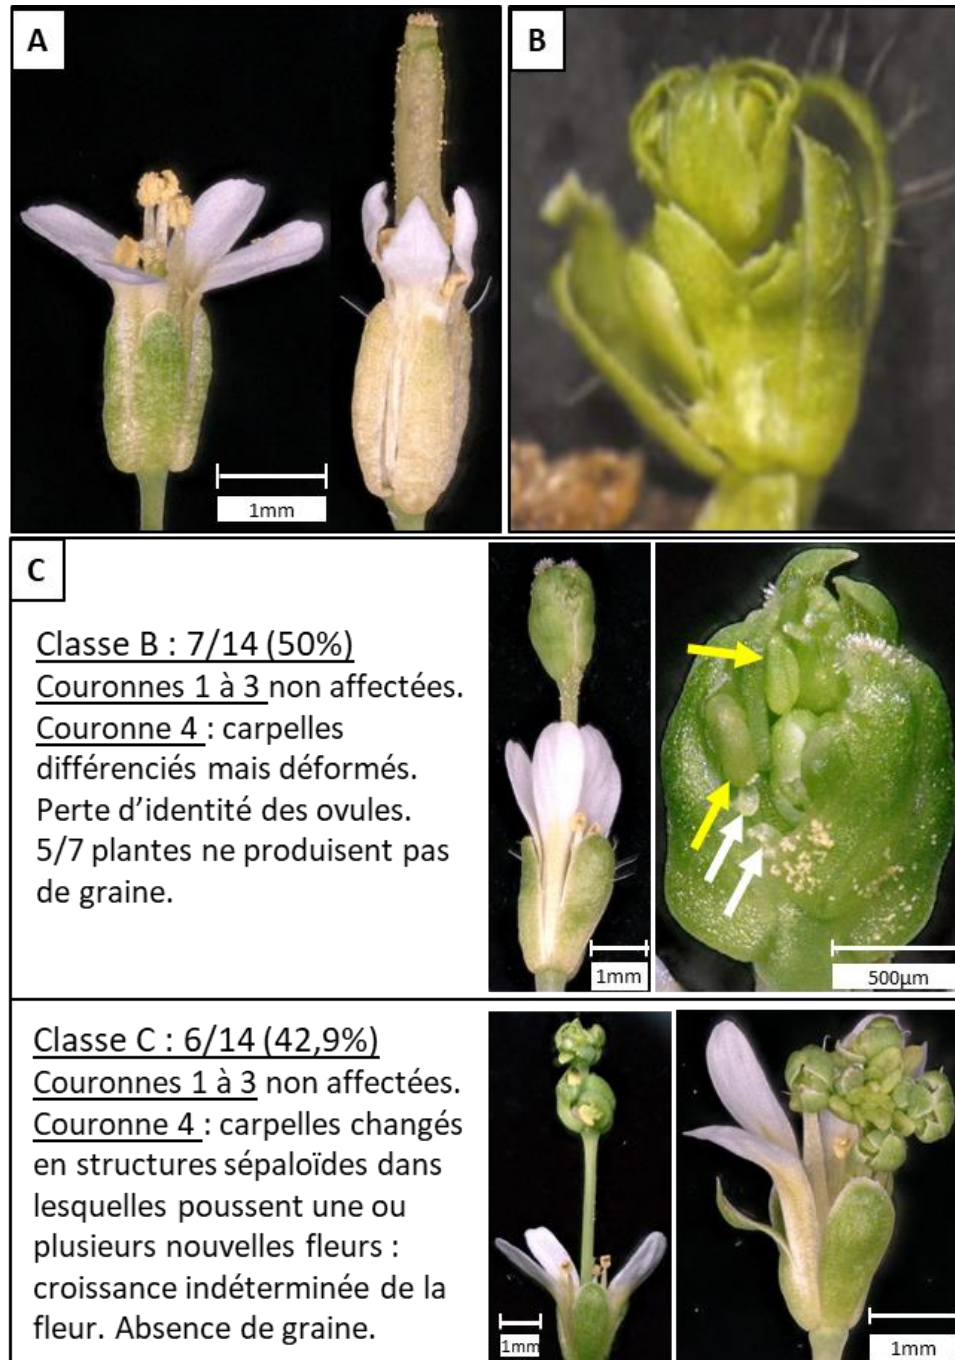 A
B
1mm
C
Classe B : 7/14 (50%)
Couronnes 1 à 3 non affectées.
Couronne 4 : carpelles
différenciés mais déformés.
Perte d’identité des ovules.
5/7 plantes ne produisent pas
de graine.
1mm
500µm
Classe C : 6/14 (42,9%)
Couronnes 1 à 3 non affectées.
Couronne 4 : carpelles changés
en structures sépaloïdes dans
lesquelles poussent une ou
plusieurs nouvelles fleurs :
croissance indéterminée de la
fleur. Absence de graine.
1mm
1mm